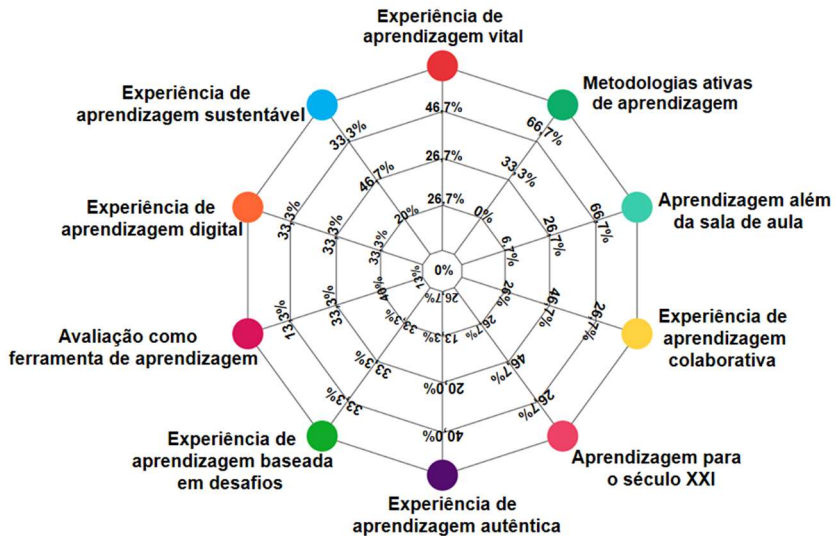 Experiência de
aprendizagem vital
Metodologias ativas
de aprendizagem
Aprendizagem além
da sala de aula
Experiência de
aprendizagem
colaborativa
Aprendizagem para
o século XXI
Experiência de
aprendizagem autêntica
Experiência de
aprendizagem baseada
em desafios
Avaliação como
ferramenta de aprendizagem
Experiência de
aprendizagem digital
Experiência de
aprendizagem sustentável
46,7%
26,7%
26,7%
66,7%
33,3%
0%
66,7%
26,7%
6,7%
26,7%
46,7%
26%
26,7%
46,7%
26,7%
40,0%
20,0%
13,3%
26,7%
33,3%
33,3%
33,3%
13,3%
33,3%
40%
13%
33,3%
33,3%
33,3%
33,3%
46,7%
20%
0%